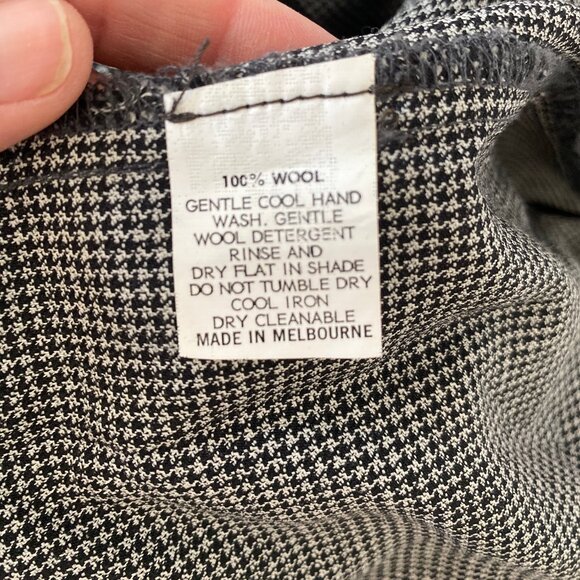 100% WOOL
GENTLE COOL HAND
WASH. GENTLE
WOOL DETERGENT
RINSE AND
DRY FLAT IN SHADE
DO NOT TUMBLE DRY
COOL IRON
DRY CLEANABLE
MADE IN MELBOURNE